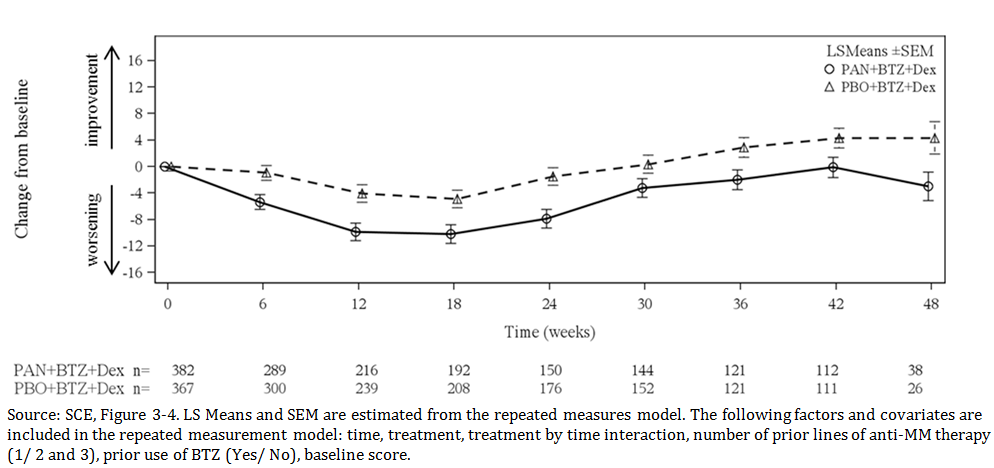 LSMeans ±SEM
PAN+BTZ+Dex
PBO+BTZ+Dex
Change from baseline
improvement
worsening
16
12
8
4
0
-4
-8
-12
-16
0 6 12 18 24 30 36 42 48
Time (weeks)
PAN+BTZ+Dex n= 382 289 216 192 150 144 121 112 38
PBO+BTZ+Dex n= 367 300 239 208 176 152 121 111 26
Source: SCE, Figure 3-4. LS Means and SEM are estimated from the repeated measures model. The following factors and covariates are
included in the repeated measurement model: time, treatment, treatment by time interaction, number of prior lines of anti-MM therapy
(1/ 2 and 3), prior use of BTZ (Yes/ No), baseline score.